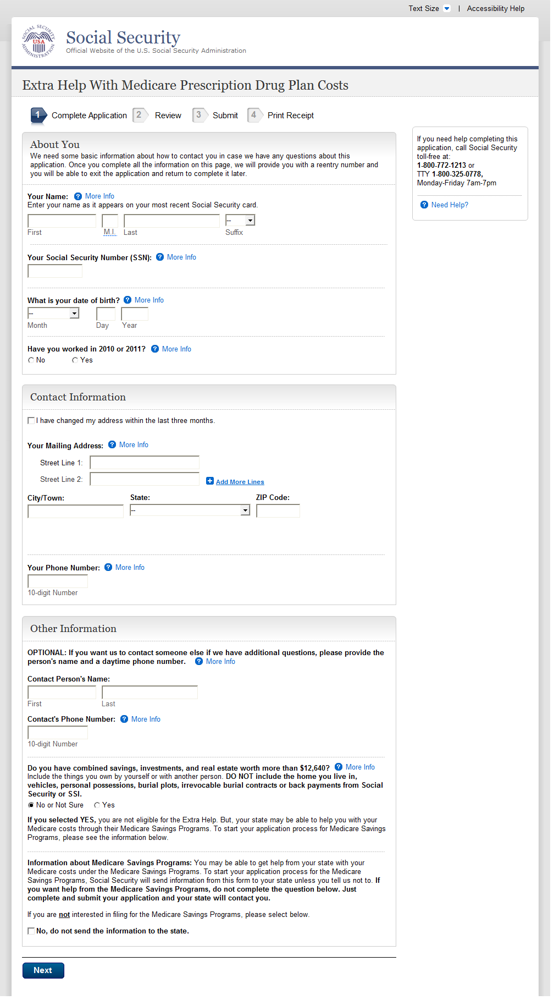 Text Size | Accessibility Help
SOCIAL SECURITY ADMINISTRATION
USA
Social Security
Official Website of the U.S. Social Security Administration
Extra Help With Medicare Prescription Drug Plan Costs
1 Complete Application 2 Review 3 Submit 4 Print Receipt
About You
We need some basic information about how to contact you in case we have any questions about this
application. Once you complete all the information on this page, we will provide you with a reentry number and
you will be able to exit the application and return to complete it later.
If you need help completing this
application, call Social Security
toll-free at:
1-800-772-1213 or
TTY 1-800-325-0778,
Monday-Friday 7am-7pm
? Need Help?
Your Name: ? More Info
Enter your name as it appears on your most recent Social Security card.
--
First M.I. Last Suffix
Your Social Security Number (SSN): ? More Info
What is your date of birth? ? More Info
--
Month Day Year
Have you worked in 2010 or 2011? ? More Info
No Yes
Contact Information
I have changed my address within the last three months.
Your Mailing Address: ? More Info
Street Line 1:
Street Line 2: + Add More Lines
City/Town: State: ZIP Code:
--
Your Phone Number: ? More Info
10-digit Number
Other Information
OPTIONAL: If you want us to contact someone else if we have additional questions, please provide the
person's name and a daytime phone number. ? More Info
Contact Person's Name:
First Last
Contact's Phone Number: ? More Info
10-digit Number
Do you have combined savings, investments, and real estate worth more than $12,640? ? More Info
Include the things you own by yourself or with another person. DO NOT include the home you live in,
vehicles, personal possessions, burial plots, irrevocable burial contracts or back payments from Social
Security or SSI.
No or Not Sure Yes
If you selected YES, you are not eligible for the Extra Help. But, your state may be able to help you with your
Medicare costs through their Medicare Savings Programs. To start your application process for Medicare Savings
Programs, please see the information below.
Information about Medicare Savings Programs: You may be able to get help from your state with your
Medicare costs under the Medicare Savings Programs. To start your application process for the Medicare
Savings Programs, Social Security will send information from this form to your state unless you tell us not to. If
you want help from the Medicare Savings Programs, do not complete the question below. Just
complete and submit your application and your state will contact you.
If you are not interested in filing for the Medicare Savings Programs, please select below.
No, do not send the information to the state.
Next